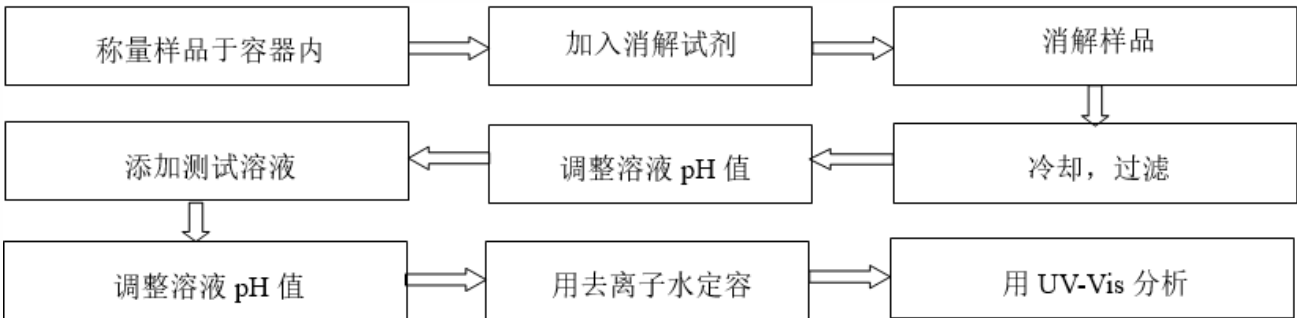 称量样品于容器内
加入消解试剂
消解样品
冷却，过滤
调整溶液 pH 值
添加测试溶液
调整溶液 pH 值
用去离子水定容
用 UV-Vis 分析